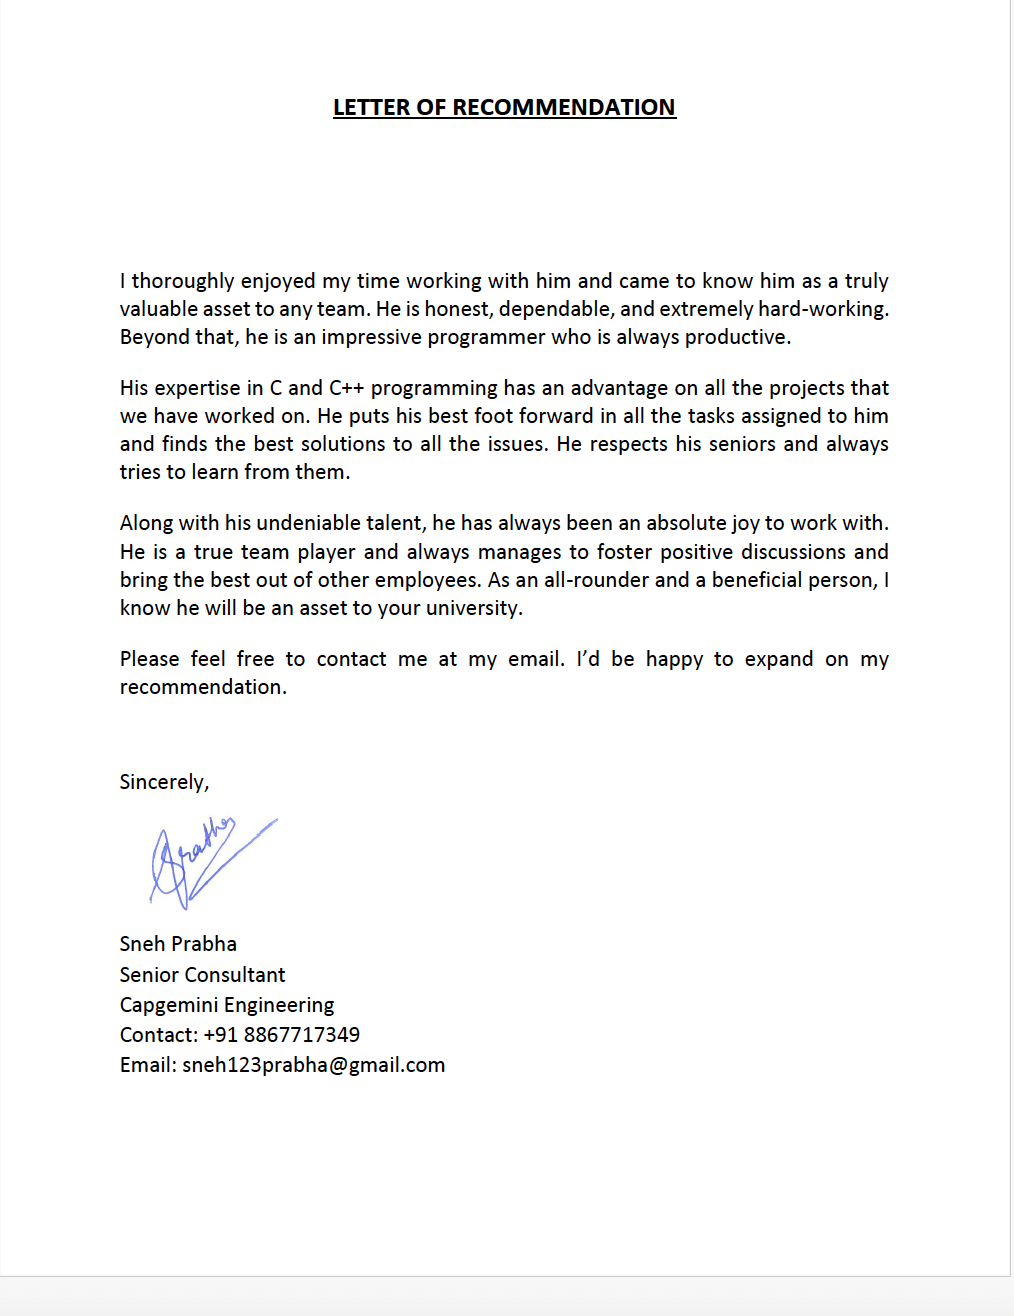 LETTER OF RECOMMENDATION
I thoroughly enjoyed my time working with him and came to know him as a truly
valuable asset to any team. He is honest, dependable, and extremely hard-working.
Beyond that, he is an impressive programmer who is always productive.
His expertise in C and C++ programming has an advantage on all the projects that
we have worked on. He puts his best foot forward in all the tasks assigned to him
and finds the best solutions to all the issues. He respects his seniors and always
tries to learn from them.
Along with his undeniable talent, he has always been an absolute joy to work with.
He is a true team player and always manages to foster positive discussions and
bring the best out of other employees. As an all-rounder and a beneficial person, I
know he will be an asset to your university.
Please feel free to contact me at my email. I’d be happy to expand on my
recommendation.
Sincerely,
Sneh Prabha
Senior Consultant
Capgemini Engineering
Contact: +91 8867717349
Email: sneh123prabha@gmail.com